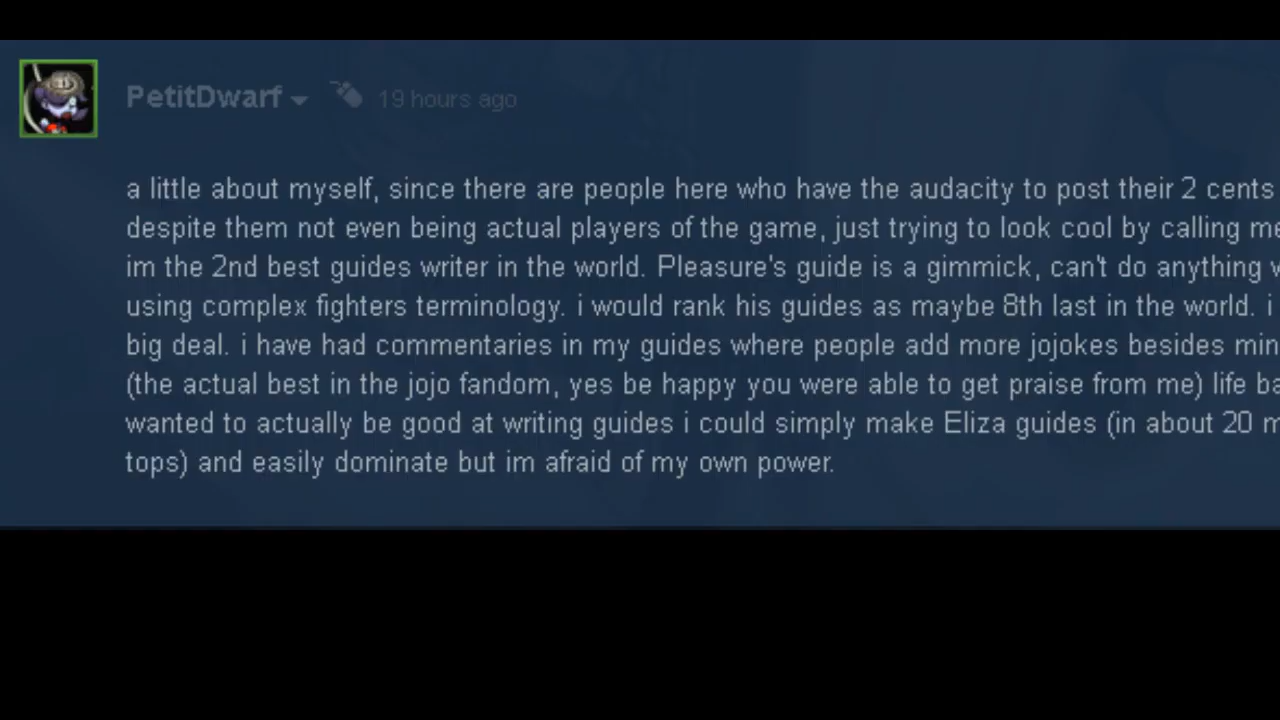 PetitDwarf 19 hours ago
a little about myself, since there are people here who have the audacity to post their 2 cents
despite them not even being actual players of the game, just trying to look cool by calling me
im the 2nd best guides writer in the world. Pleasure's guide is a gimmick, can't do anything
using complex fighters terminology. i would rank his guides as maybe 8th last in the world. i
big deal. i have had commentaries in my guides where people add more jojokes besides min
(the actual best in the jojo fandom, yes be happy you were able to get praise from me) life ba
wanted to actually be good at writing guides i could simply make Eliza guides (in about 20 m
tops) and easily dominate but im afraid of my own power.